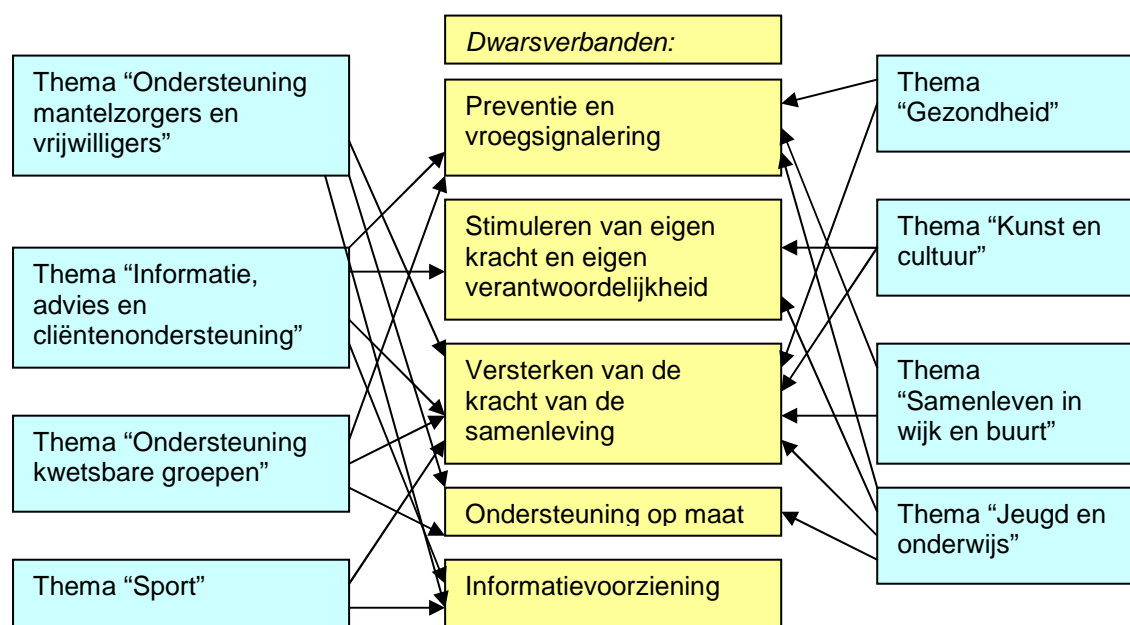 Dwarsverbanden:
Thema “Ondersteuning
mantelzorgers en
vrijwilligers”
Thema “Informatie,
advies en
cliëntenondersteuning”
Thema “Ondersteuning
kwetsbare groepen”
Thema “Sport”
Preventie en
vroegsignalering
Stimuleren van eigen
kracht en eigen
verantwoordelijkheid
Versterken van de
kracht van de
samenleving
Ondersteuning op maat
Informatievoorziening
Thema
“Gezondheid”
Thema “Kunst en
cultuur”
Thema
“Samenleven in
wijk en buurt”
Thema “Jeugd en
onderwijs”